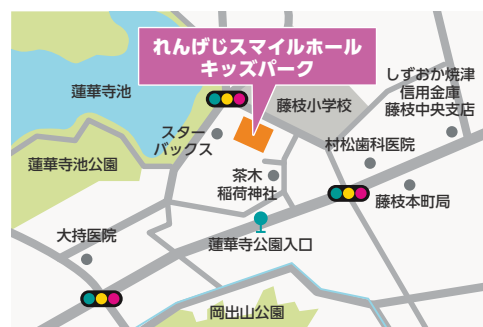 れんげじスマイルホール
キッズパーク
蓮華寺池
藤枝小学校
しずおか焼津
信用金庫
藤枝中央支店
スター
バックス
村松歯科医院
蓮華寺池公園
茶木
稲荷神社
藤枝本町局
大持医院
蓮華寺公園入口
岡出山公園